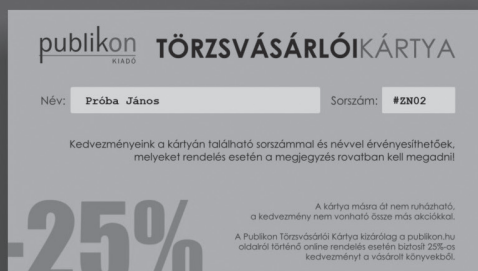 publikon TÖRZSVÁSÁRLÓIKÁRTYA
KIADÓ
Név: Próba János Sorszám: #ZN02
Kedvezményeink a kártyán található sorszámmal és névvel érvényesíthetőek,
melyeket rendelés esetén a megjegyzés rovatban kell megadni!
-25%
A kártya másra át nem ruházható,
a kedvezmény nem vonható össze más akciókkal.
A Publikon Törzsvásárlói Kártya kizárólag a publikon.hu
oldalról történő online rendelés esetén biztosít 25%-os
kedvezményt a vásárolt könyvekből.